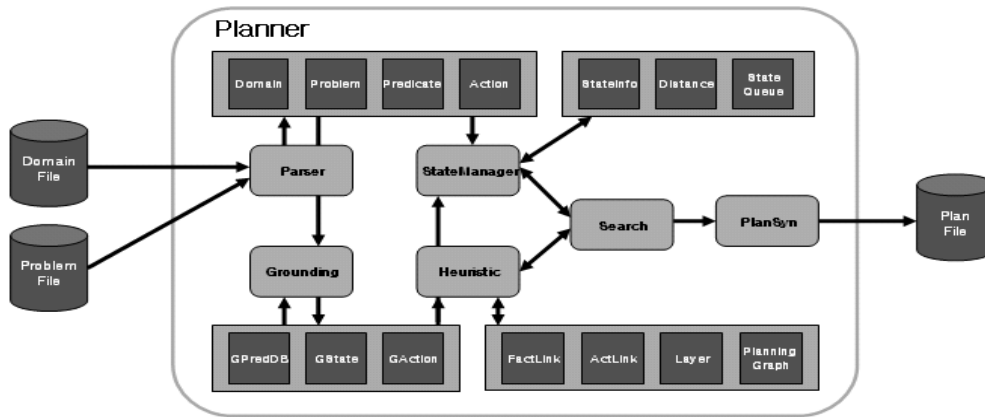 Planner
Domain
Problem
Predicate
Action
StateInfo
Distance
State
Queue
Domain
File
Parser
StateManager
Search
PlanSyn
Plan
File
Problem
File
Grounding
Heuristic
GPredDB
GState
GAction
FactLink
ActLink
Layer
Planning
Graph